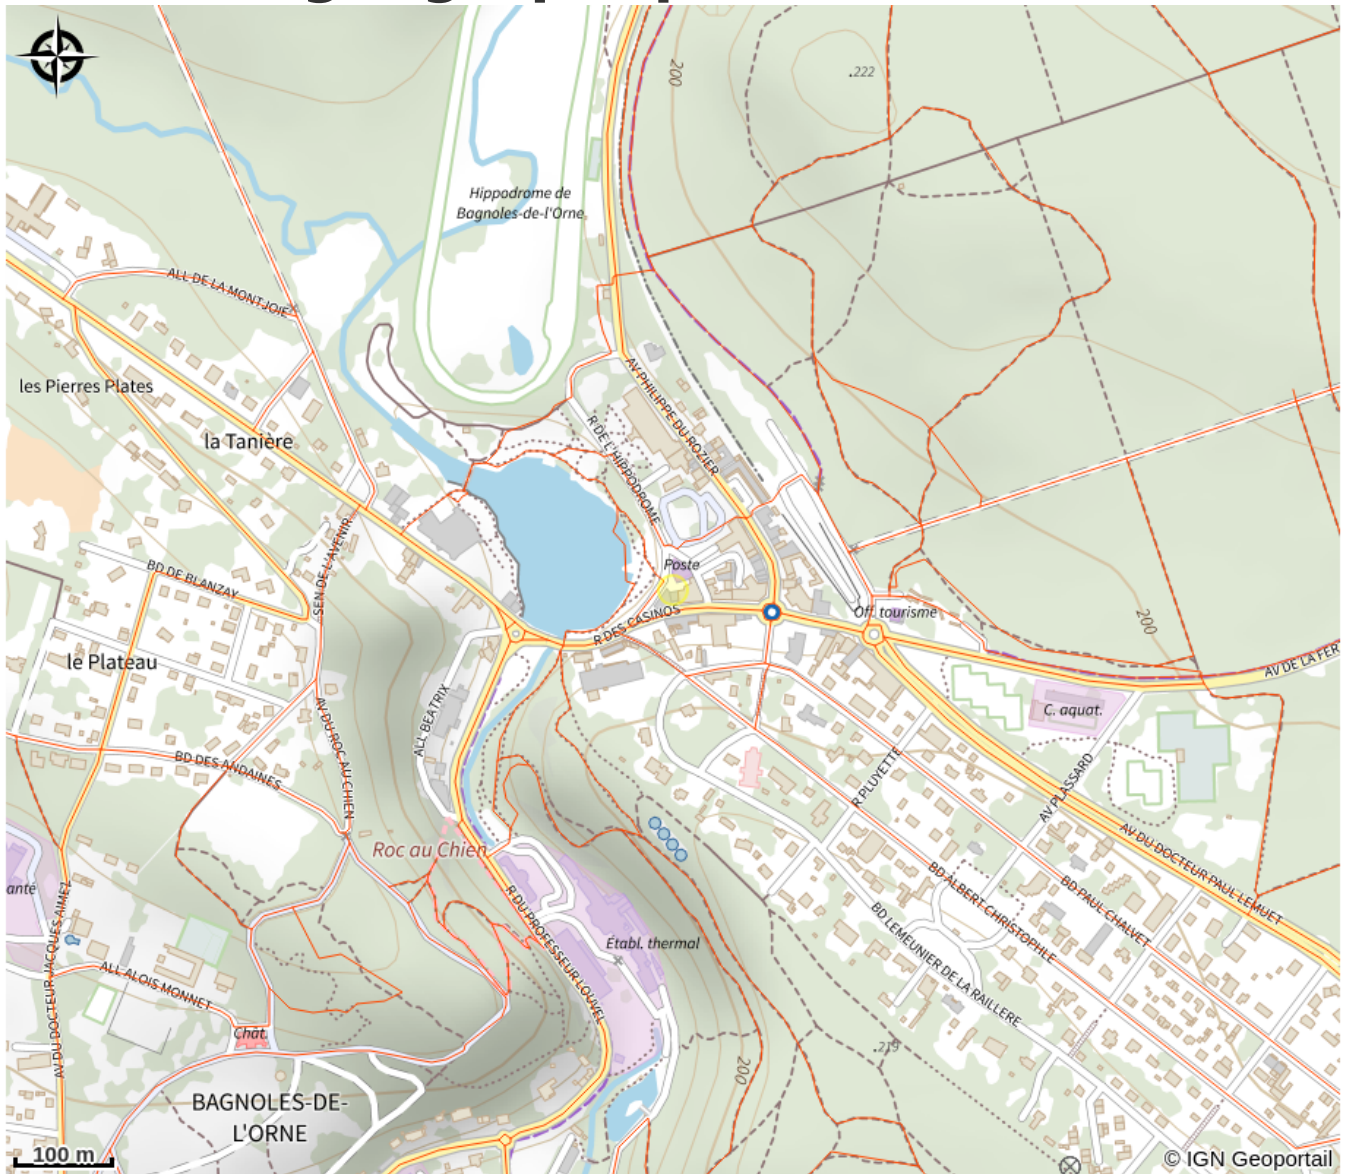 200
.222
Hippodrome de
Bagnoles-de-l'Orne
ALL DE LA MONTJOIE
les Pierres Plates
AV PHILIPPE DU ROZIER
la Tanière
R DE L'HIPPODROME
SEN DE L'AVENIR
Poste
BD DE BLANZAY
R DES CASINOS
Off. tourisme
200
le Plateau
AV DE LA FER
ALL BEATRIX
C. aquat.
AV DU ROC AU CHIEN
BD DES ANDAINES
R PLUYETTE
AV PLASSARD
Roc au Chien
AV DU DOCTEUR PAUL LEMUET
anté
BD ALBERT CHRISTOPHLE
BD PAUL CHALVET
R DU PROFESSEUR LOUVEL
BD LEMEUNIER DE LA RAILLERE
Établ. thermal
AV DU DOCTEUR JACQUES AIMEZ
ALL ALOIS MONNET
Chât.
.219
200
BAGNOLES-DE-
L'ORNE
100 m
© IGN Geoportail